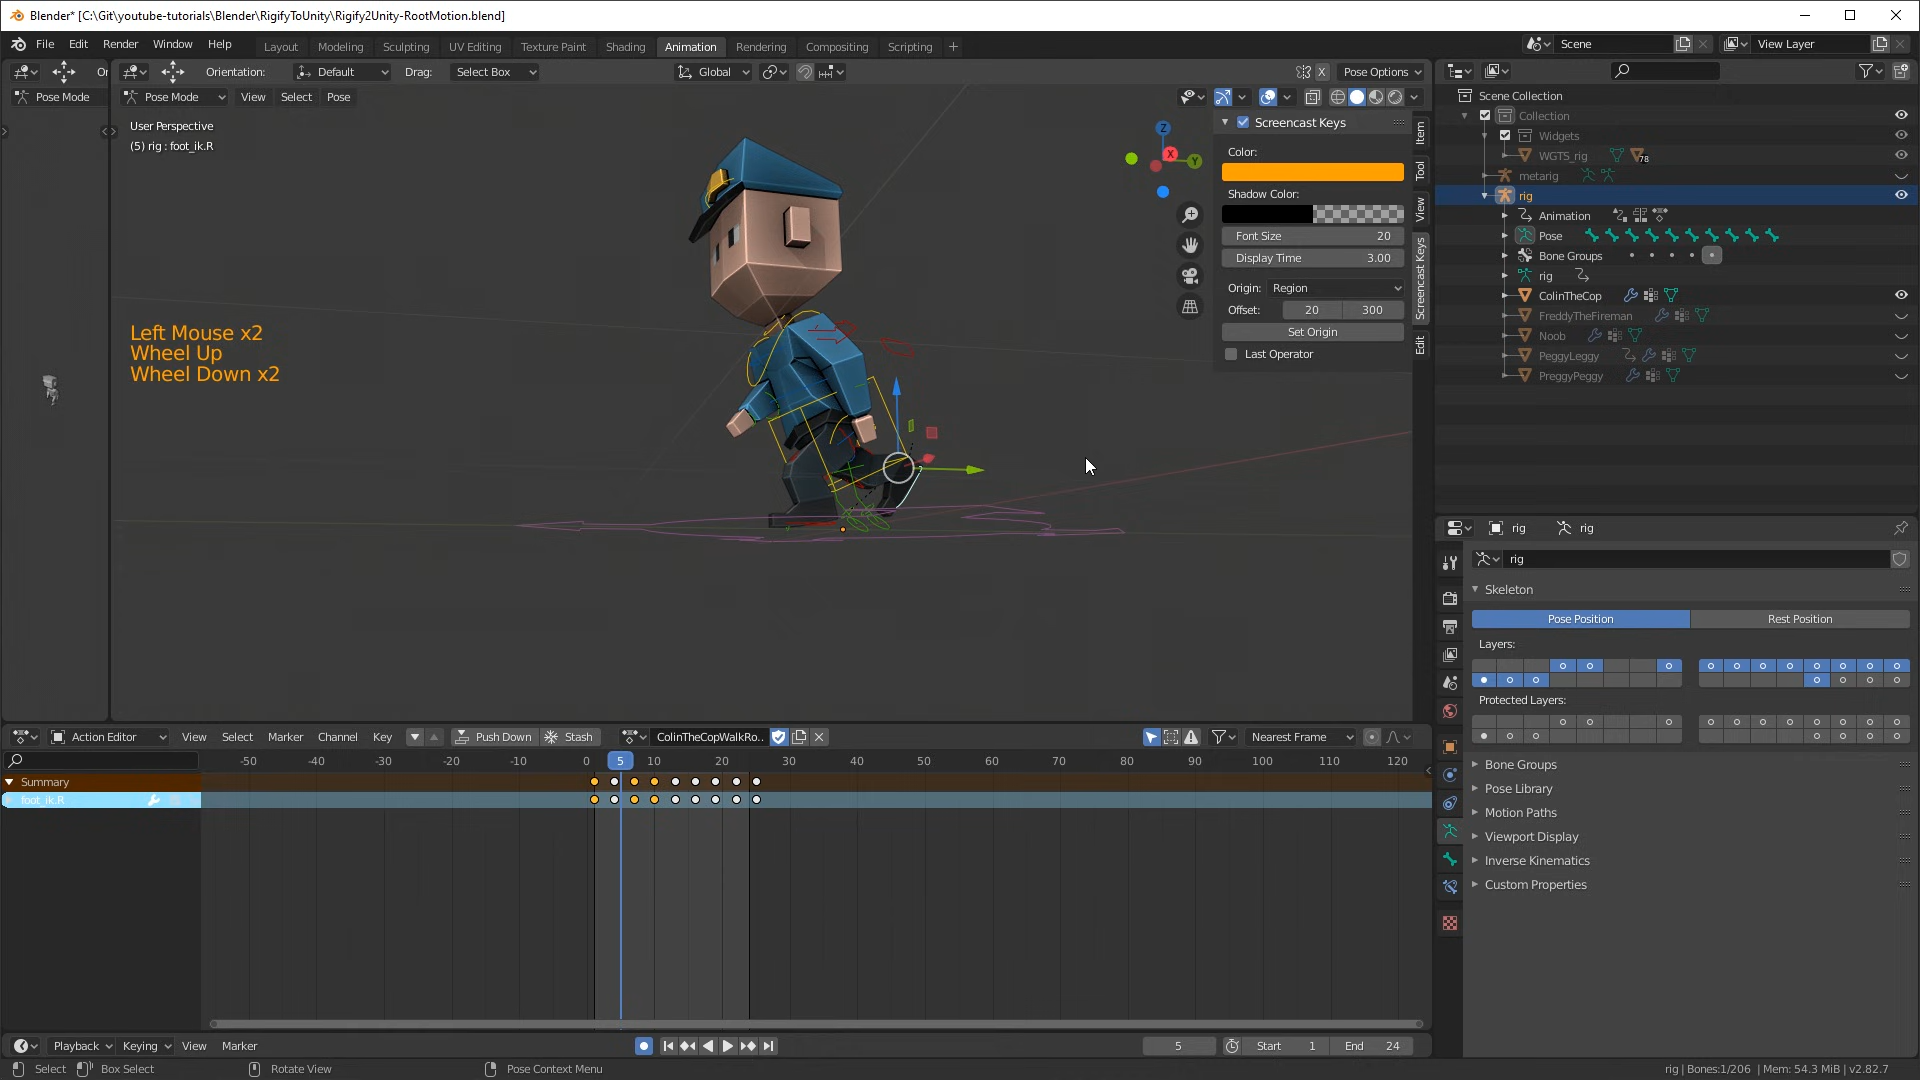 Blender* [C:\Git\youtube-tutorials\Blender\RigifyToUnity\Rigify2Unity-RootMotion.blend]
File Edit Render Window Help Layout Modeling Sculpting UV Editing Texture Paint Shading Animation Rendering Compositing Scripting + Scene View Layer
Or Orientation: Default Drag: Select Box Global X Pose Options
Pose Mode Pose Mode View Select Pose
User Perspective
(5) rig : foot_ik.R
Left Mouse x2
Wheel Up
Wheel Down x2
Z
X
Y
Screencast Keys
Color:
Shadow Color:
Font Size 20
Display Time 3.00
Origin: Region
Offset: 20 300
Set Origin
Last Operator
Item
Tool
View
Screencast Keys
Edit
Scene Collection
Collection
Widgets
WGTS_rig 78
metarig
rig
Animation
Pose
Bone Groups
rig
ColinTheCop
FreddyTheFireman
Noob
PeggyLeggy
PreggyPeggy
rig rig
rig
Skeleton
Pose Position Rest Position
Layers:
Protected Layers:
Bone Groups
Pose Library
Motion Paths
Viewport Display
Inverse Kinematics
Custom Properties
Action Editor View Select Marker Channel Key Push Down Stash ColinTheCopWalkRo.. Nearest Frame
-50 -40 -30 -20 -10 0 5 10 20 30 40 50 60 70 80 90 100 110 120
Summary
foot_ik.R
Playback Keying View Marker 5 Start 1 End 24
Select Box Select Rotate View Pose Context Menu rig | Bones:1/206 | Mem: 54.3 MiB | v2.82.7